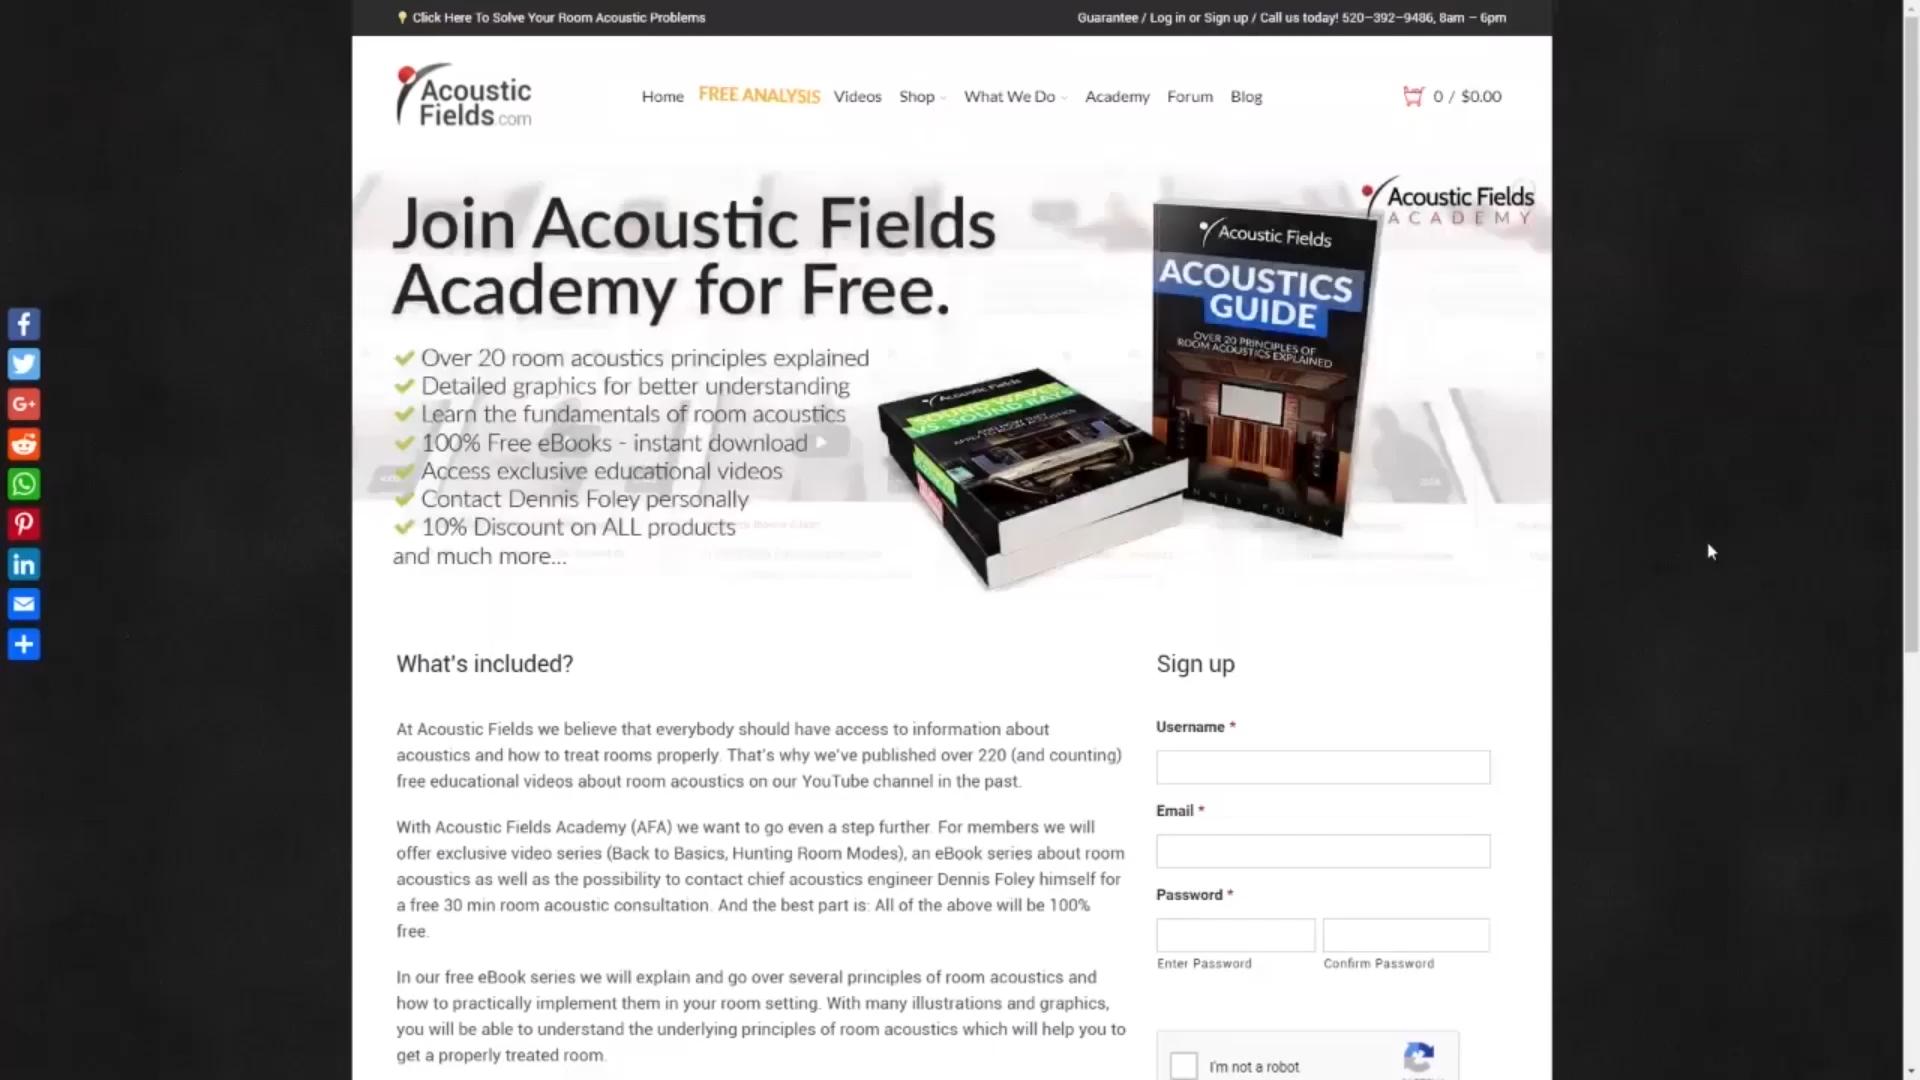 Click Here To Solve Your Room Acoustic Problems
Guarantee / Log in or Sign up / Call us today! 520–392–9486, 8am – 6pm
Acoustic
Fields.com
Home FREE ANALYSIS Videos Shop What We Do Academy Forum Blog
0 / $0.00
Join Acoustic Fields
Academy for Free.
Over 20 room acoustics principles explained
Detailed graphics for better understanding
Learn the fundamentals of room acoustics
100% Free eBooks - instant download
Access exclusive educational videos
Contact Dennis Foley personally
10% Discount on ALL products
and much more...
Acoustic Fields
ACADEMY
Acoustic Fields
ACOUSTICS
GUIDE
OVER 20 PRINCIPLES OF
ROOM ACOUSTICS EXPLAINED
Acoustic Fields
SOUND WAVES
VS. SOUND RAYS
What's included?
At Acoustic Fields we believe that everybody should have access to information about
acoustics and how to treat rooms properly. That's why we've published over 220 (and counting)
free educational videos about room acoustics on our YouTube channel in the past.
With Acoustic Fields Academy (AFA) we want to go even a step further. For members we will
offer exclusive video series (Back to Basics, Hunting Room Modes), an eBook series about room
acoustics as well as the possibility to contact chief acoustics engineer Dennis Foley himself for
a free 30 min room acoustic consultation. And the best part is: All of the above will be 100%
free.
In our free eBook series we will explain and go over several principles of room acoustics and
how to practically implement them in your room setting. With many illustrations and graphics,
you will be able to understand the underlying principles of room acoustics which will help you to
get a properly treated room.
Sign up
Username *
Email *
Password *
Enter Password Confirm Password
I'm not a robot